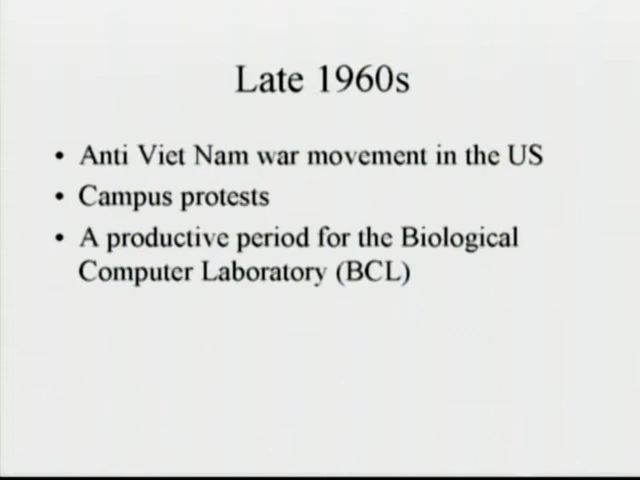 Late 1960s
• Anti Viet Nam war movement in the US
• Campus protests
• A productive period for the Biological
Computer Laboratory (BCL)